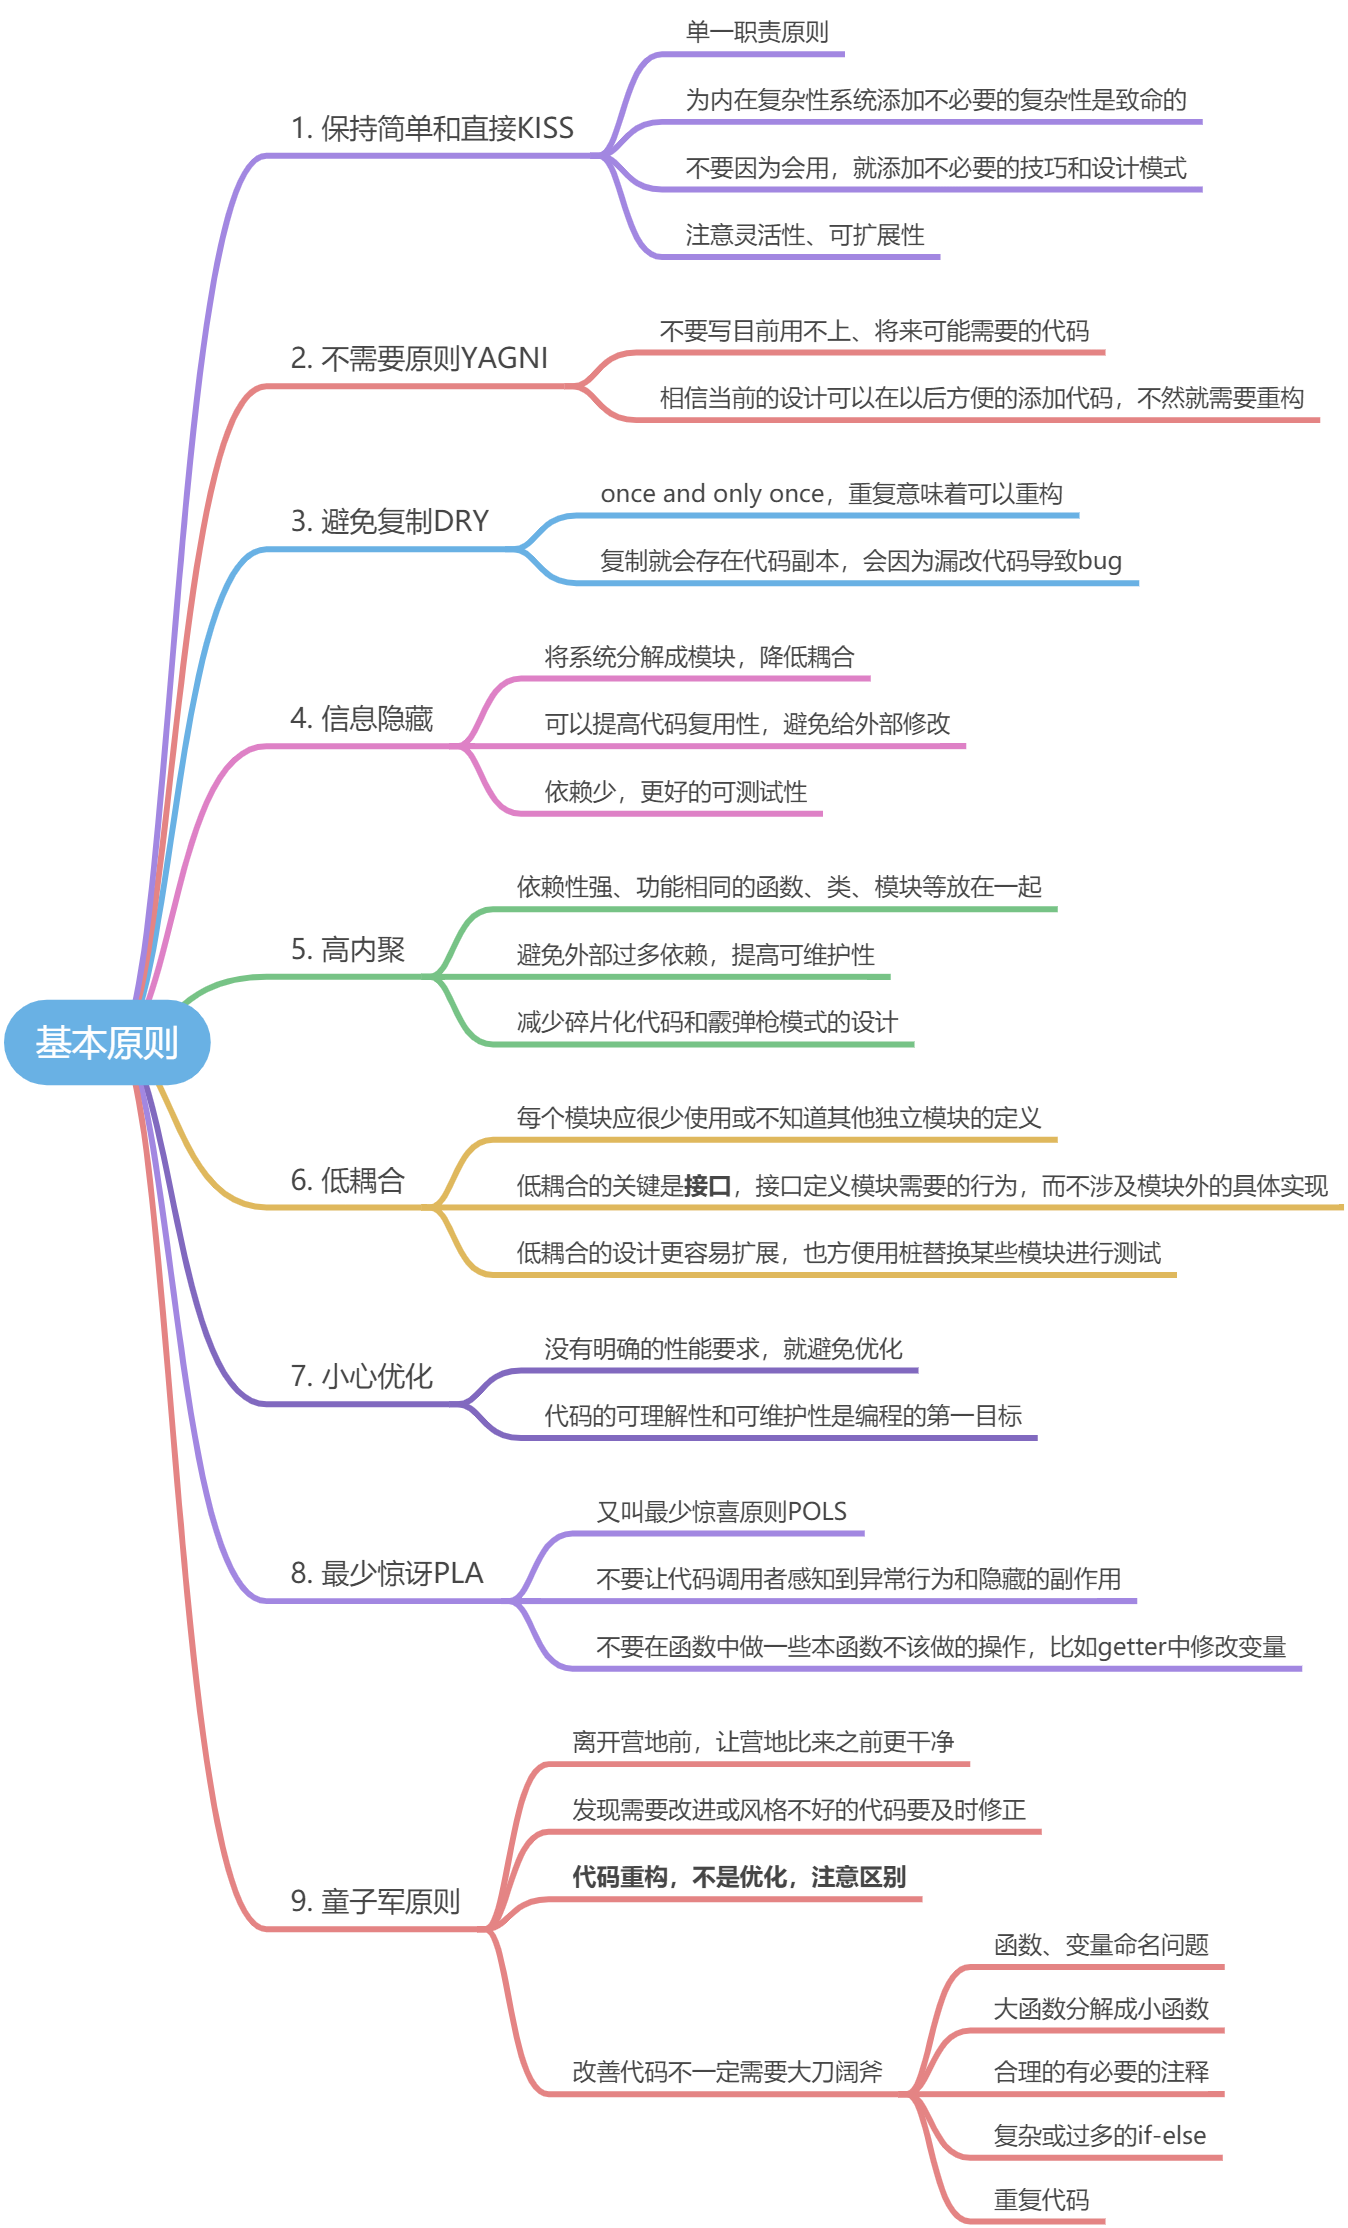 基本原则
1. 保持简单和直接KISS
单一职责原则
为内在复杂性系统添加不必要的复杂性是致命的
不要因为会用，就添加不必要的技巧和设计模式
注意灵活性、可扩展性
2. 不需要原则YAGNI
不要写目前用不上、将来可能需要的代码
相信当前的设计可以在以后方便的添加代码，不然就需要重构
3. 避免复制DRY
once and only once，重复意味着可以重构
复制就会存在代码副本，会因为漏改代码导致bug
4. 信息隐藏
将系统分解成模块，降低耦合
可以提高代码复用性，避免给外部修改
依赖少，更好的可测试性
5. 高内聚
依赖性强、功能相同的函数、类、模块等放在一起
避免外部过多依赖，提高可维护性
减少碎片化代码和霰弹枪模式的设计
6. 低耦合
每个模块应很少使用或不知道其他独立模块的定义
低耦合的关键是接口，接口定义模块需要的行为，而不涉及模块外的具体实现
低耦合的设计更容易扩展，也方便用桩替换某些模块进行测试
7. 小心优化
没有明确的性能要求，就避免优化
代码的可理解性和可维护性是编程的第一目标
8. 最少惊讶PLA
又叫最少惊喜原则POLS
不要让代码调用者感知到异常行为和隐藏的副作用
不要在函数中做一些本函数不该做的操作，比如getter中修改变量
9. 童子军原则
离开营地前，让营地比来之前更干净
发现需要改进或风格不好的代码要及时修正
代码重构，不是优化，注意区别
改善代码不一定需要大刀阔斧
函数、变量命名问题
大函数分解成小函数
合理的有必要的注释
复杂或过多的if-else
重复代码